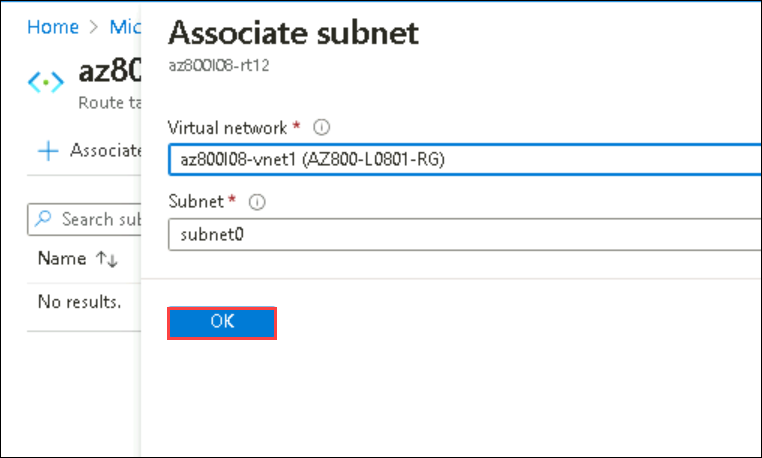 Home > Mic
Associate subnet
az800l08-rt12
az80
Route ta
Associate
Virtual network *
az800l08-vnet1 (AZ800-L0801-RG)
Subnet *
subnet0
Search sub
Name
No results.
OK